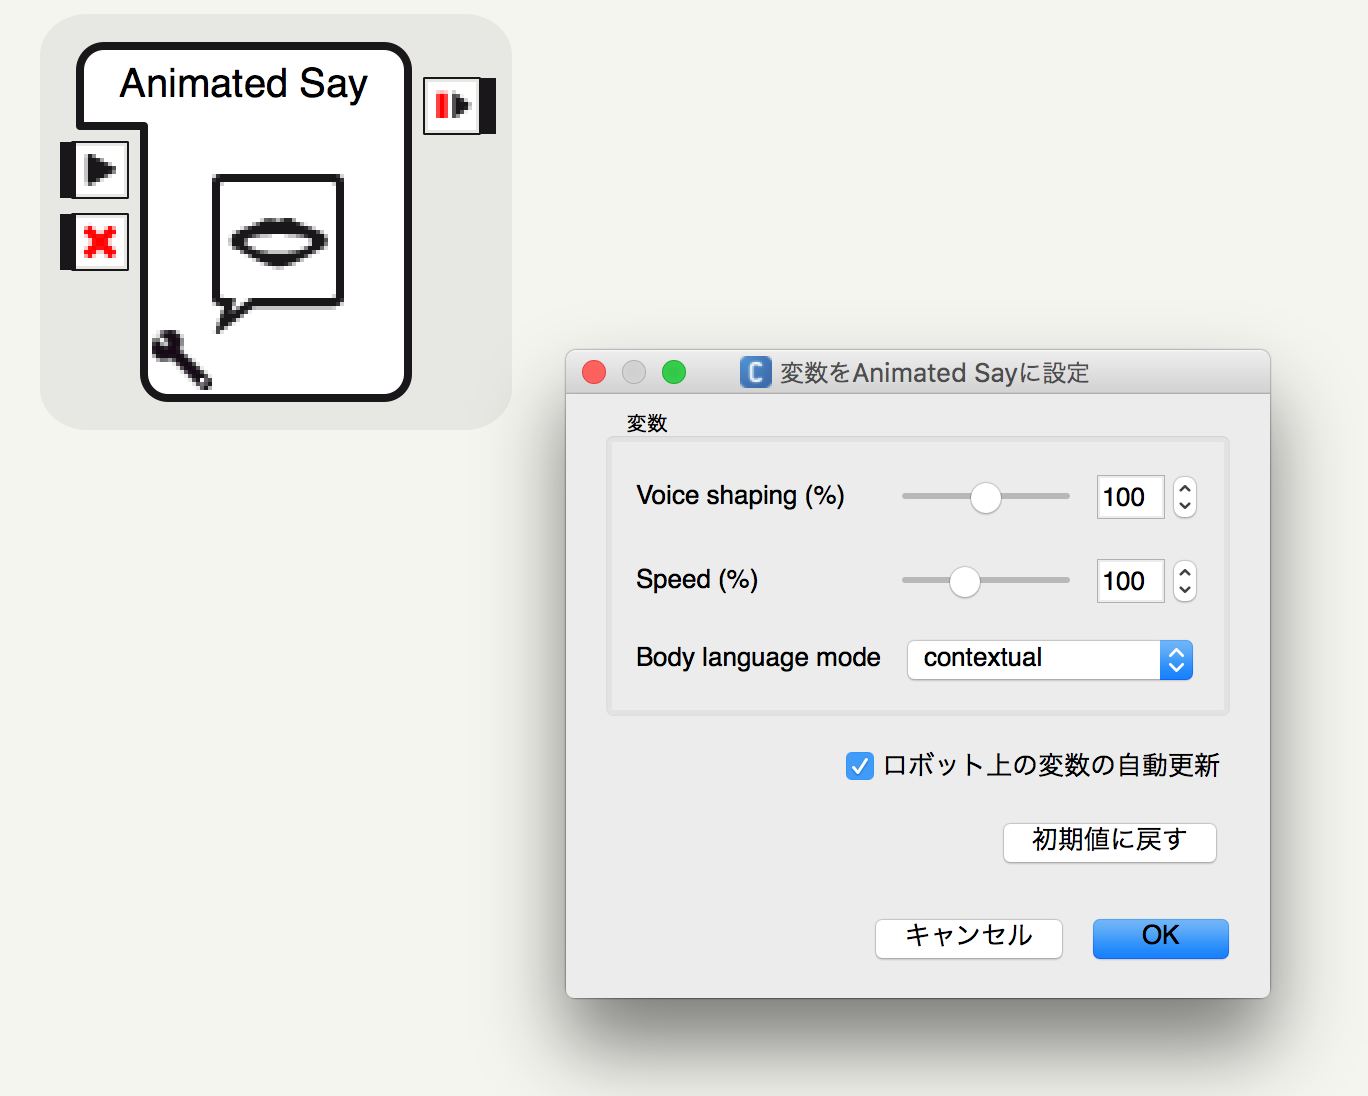 Animated Say
変数をAnimated Sayに設定
変数
Voice shaping (%)
100
Speed (%)
100
Body language mode
contextual
ロボット上の変数の自動更新
初期値に戻す
キャンセル
OK